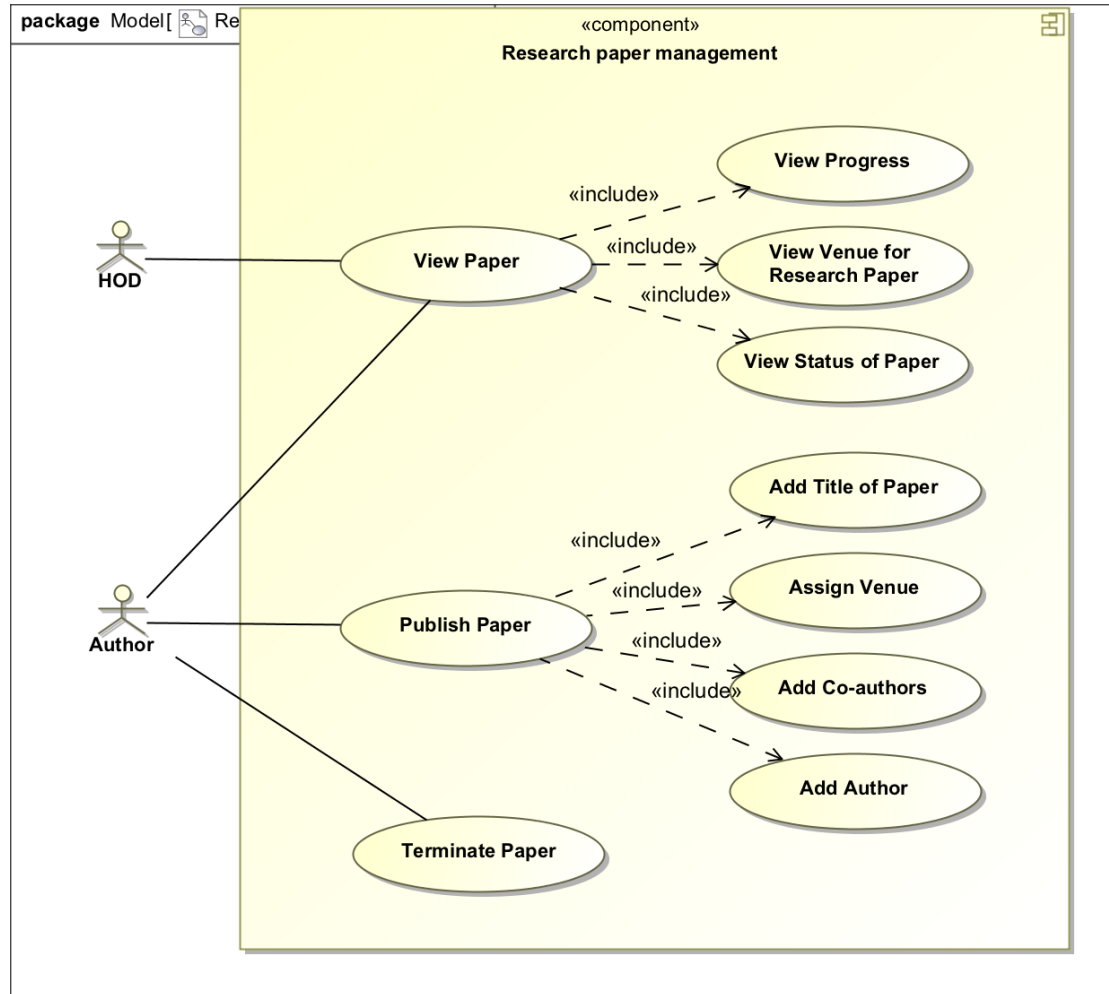 package Model[ Re
«component»
Research paper management
View Progress
«include»
HOD
View Paper
«include»
View Venue for
Research Paper
«include»
View Status of Paper
Add Title of Paper
«include»
Author
Publish Paper
«include»
Assign Venue
«include»
Add Co-authors
«include»
Add Author
Terminate Paper